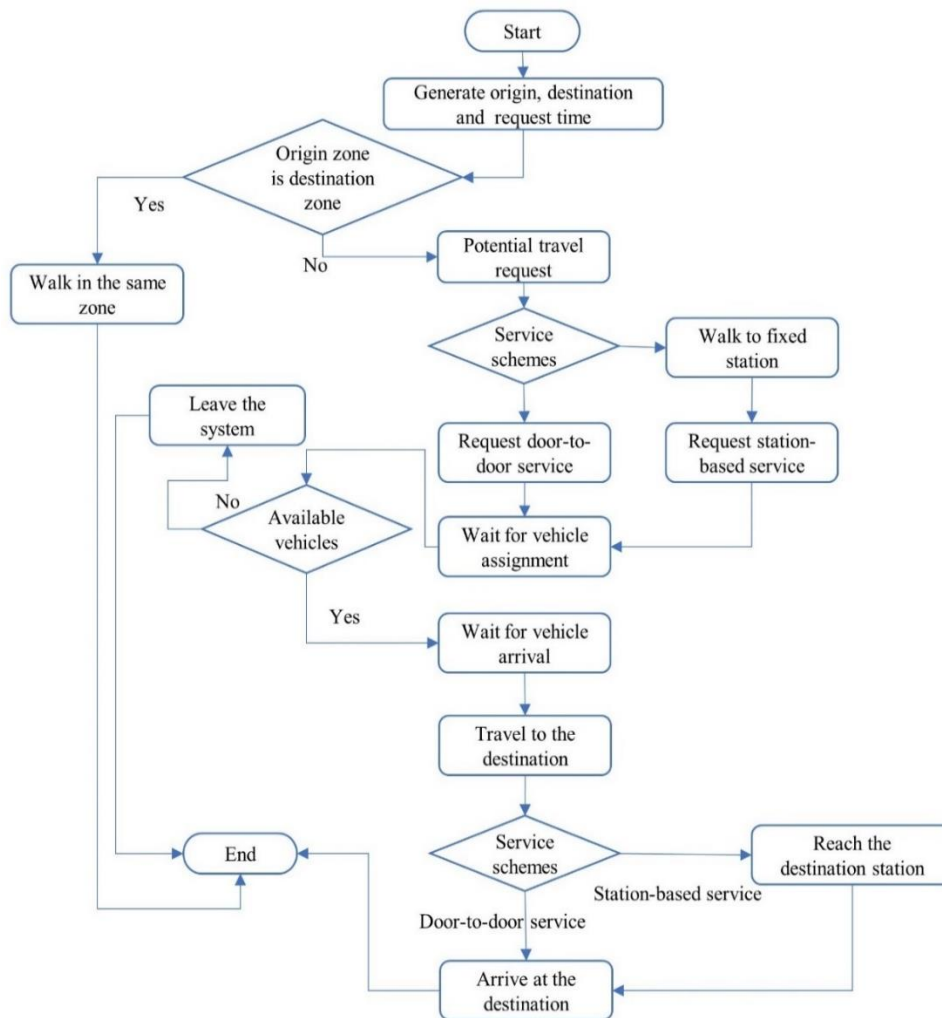 Start
Generate origin, destination
and request time
Origin zone
is destination
zone
Yes
No
Potential travel
request
Walk in the same
zone
Service
schemes
Walk to fixed
station
Leave the
system
Request door-to-
door service
Request station-
based service
No
Available
vehicles
Wait for vehicle
assignment
Yes
Wait for vehicle
arrival
Travel to the
destination
End
Service
schemes
Reach the
destination station
Station-based service
Door-to-door service
Arrive at the
destination